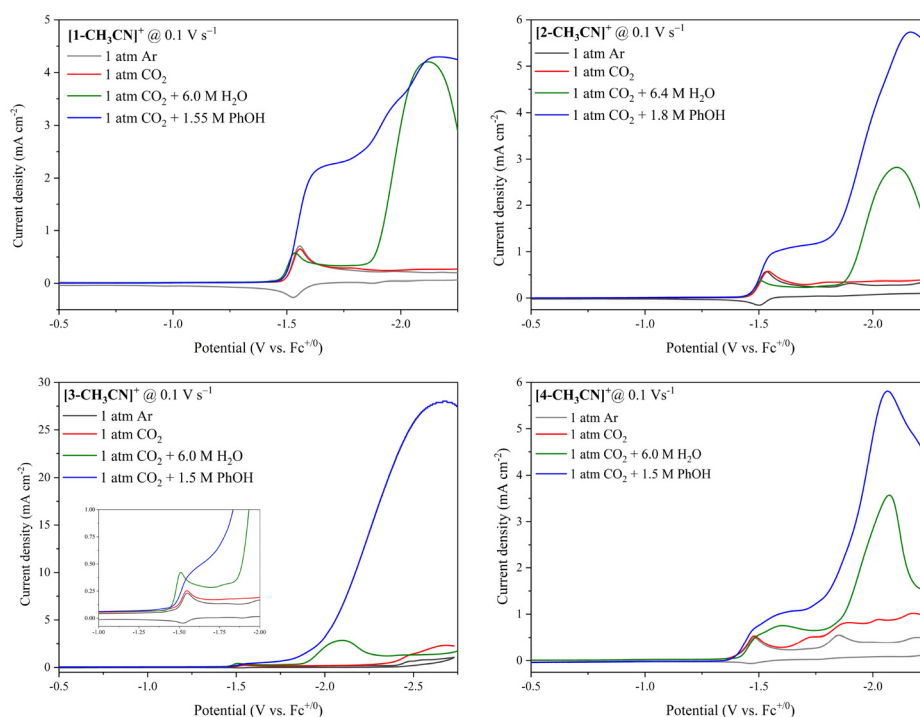 [1-CH₃CN]⁺ @ 0.1 V s⁻¹
1 atm Ar
1 atm CO₂
1 atm CO₂ + 6.0 M H₂O
1 atm CO₂ + 1.55 M PhOH
5
4
3
2
1
0
Current density (mA cm⁻²)
-0.5 -1.0 -1.5 -2.0
Potential (V vs. Fc⁺/⁰)
[2-CH₃CN]⁺ @ 0.1 V s⁻¹
1 atm Ar
1 atm CO₂
1 atm CO₂ + 6.4 M H₂O
1 atm CO₂ + 1.8 M PhOH
6
5
4
3
2
1
0
Current density (mA cm⁻²)
-0.5 -1.0 -1.5 -2.0
Potential (V vs. Fc⁺/⁰)
[3-CH₃CN]⁺ @ 0.1 V s⁻¹
1 atm Ar
1 atm CO₂
1 atm CO₂ + 6.0 M H₂O
1 atm CO₂ + 1.5 M PhOH
30
25
20
15
10
5
0
Current density (mA cm⁻²)
1.00
0.75
0.50
0.25
0.00
-1.00 -1.25 -1.50 -1.75 -2.00
-0.5 -1.0 -1.5 -2.0 -2.5
Potential (V vs. Fc⁺/⁰)
[4-CH₃CN]⁺@ 0.1 Vs⁻¹
1 atm Ar
1 atm CO₂
1 atm CO₂ + 6.0 M H₂O
1 atm CO₂ + 1.5 M PhOH
6
5
4
3
2
1
0
Current density (mA cm⁻²)
-0.5 -1.0 -1.5 -2.0
Potential (V vs. Fc⁺/⁰)